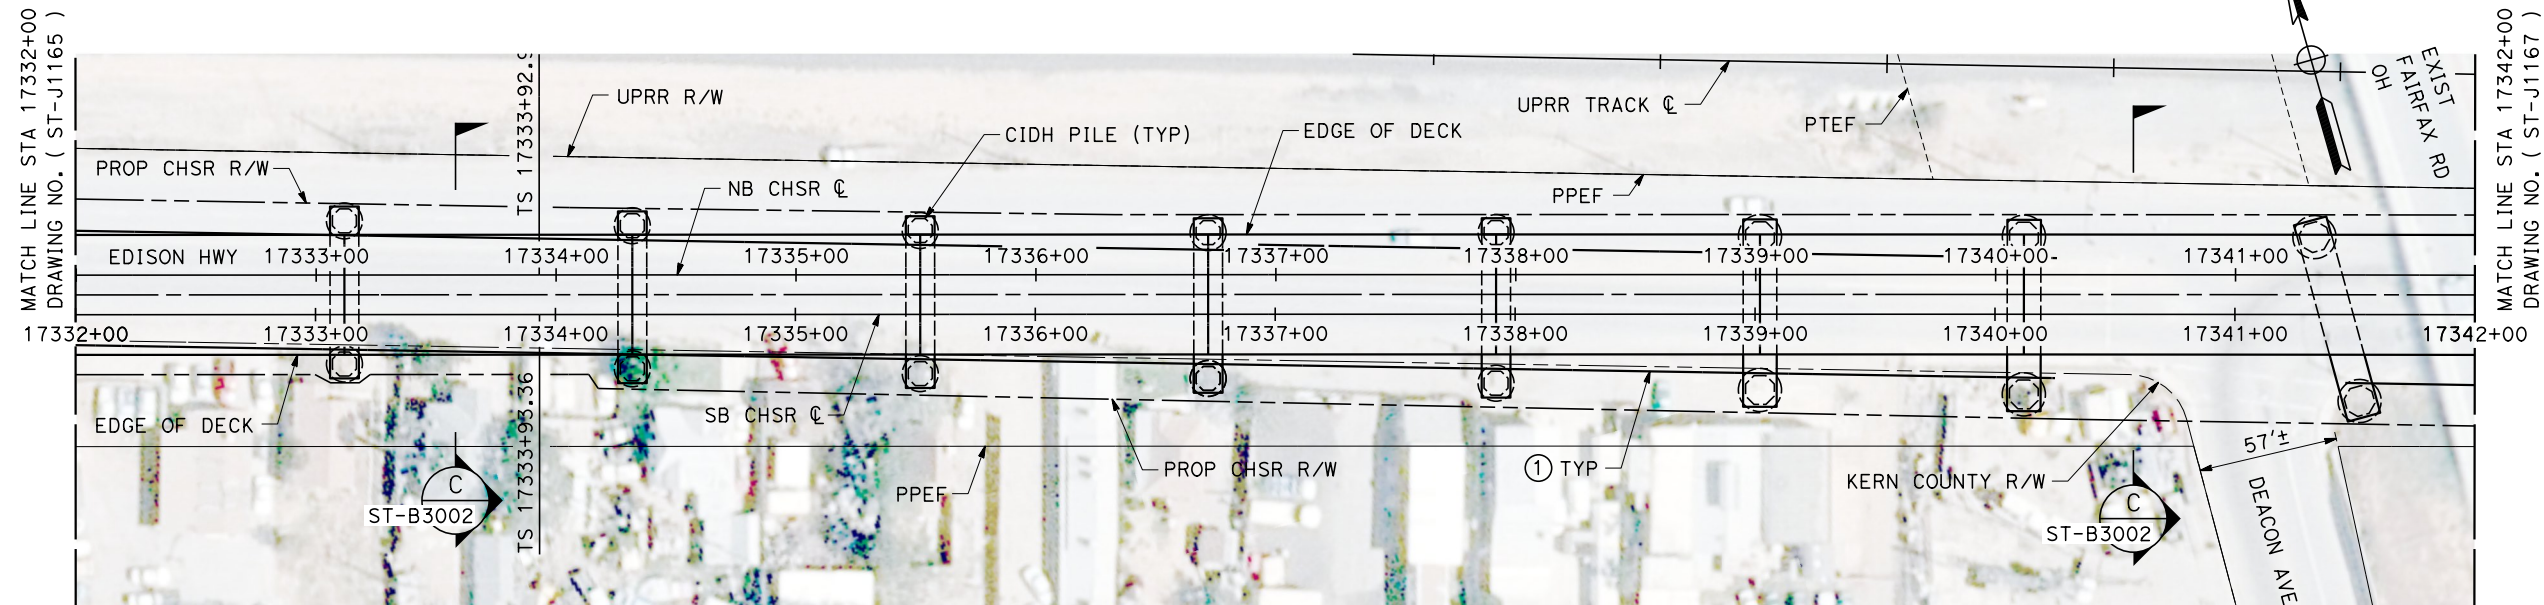 MATCH LINE STA 17332+00
DRAWING NO. ( ST-J1165 )
TS 17333+92.9
UPRR R/W
PROP CHSR R/W
CIDH PILE (TYP)
EDGE OF DECK
NB CHSR ℄
UPRR TRACK ℄
PTEF
PPEF
EXIST
FAIRFAX RD
OH
MATCH LINE STA 17342+00
DRAWING NO. ( ST-J1167 )
EDISON HWY
17333+00 17334+00 17335+00 17336+00 17337+00 17338+00 17339+00 17340+00 17341+00
17332+00 17333+00 17334+00 17335+00 17336+00 17337+00 17338+00 17339+00 17340+00 17341+00 17342+00
EDGE OF DECK
TS 17333+93.36
SB CHSR ℄
PROP CHSR R/W
1 TYP
KERN COUNTY R/W
57'±
PPEF
C
ST-B3002
C
ST-B3002
DEACON AVE